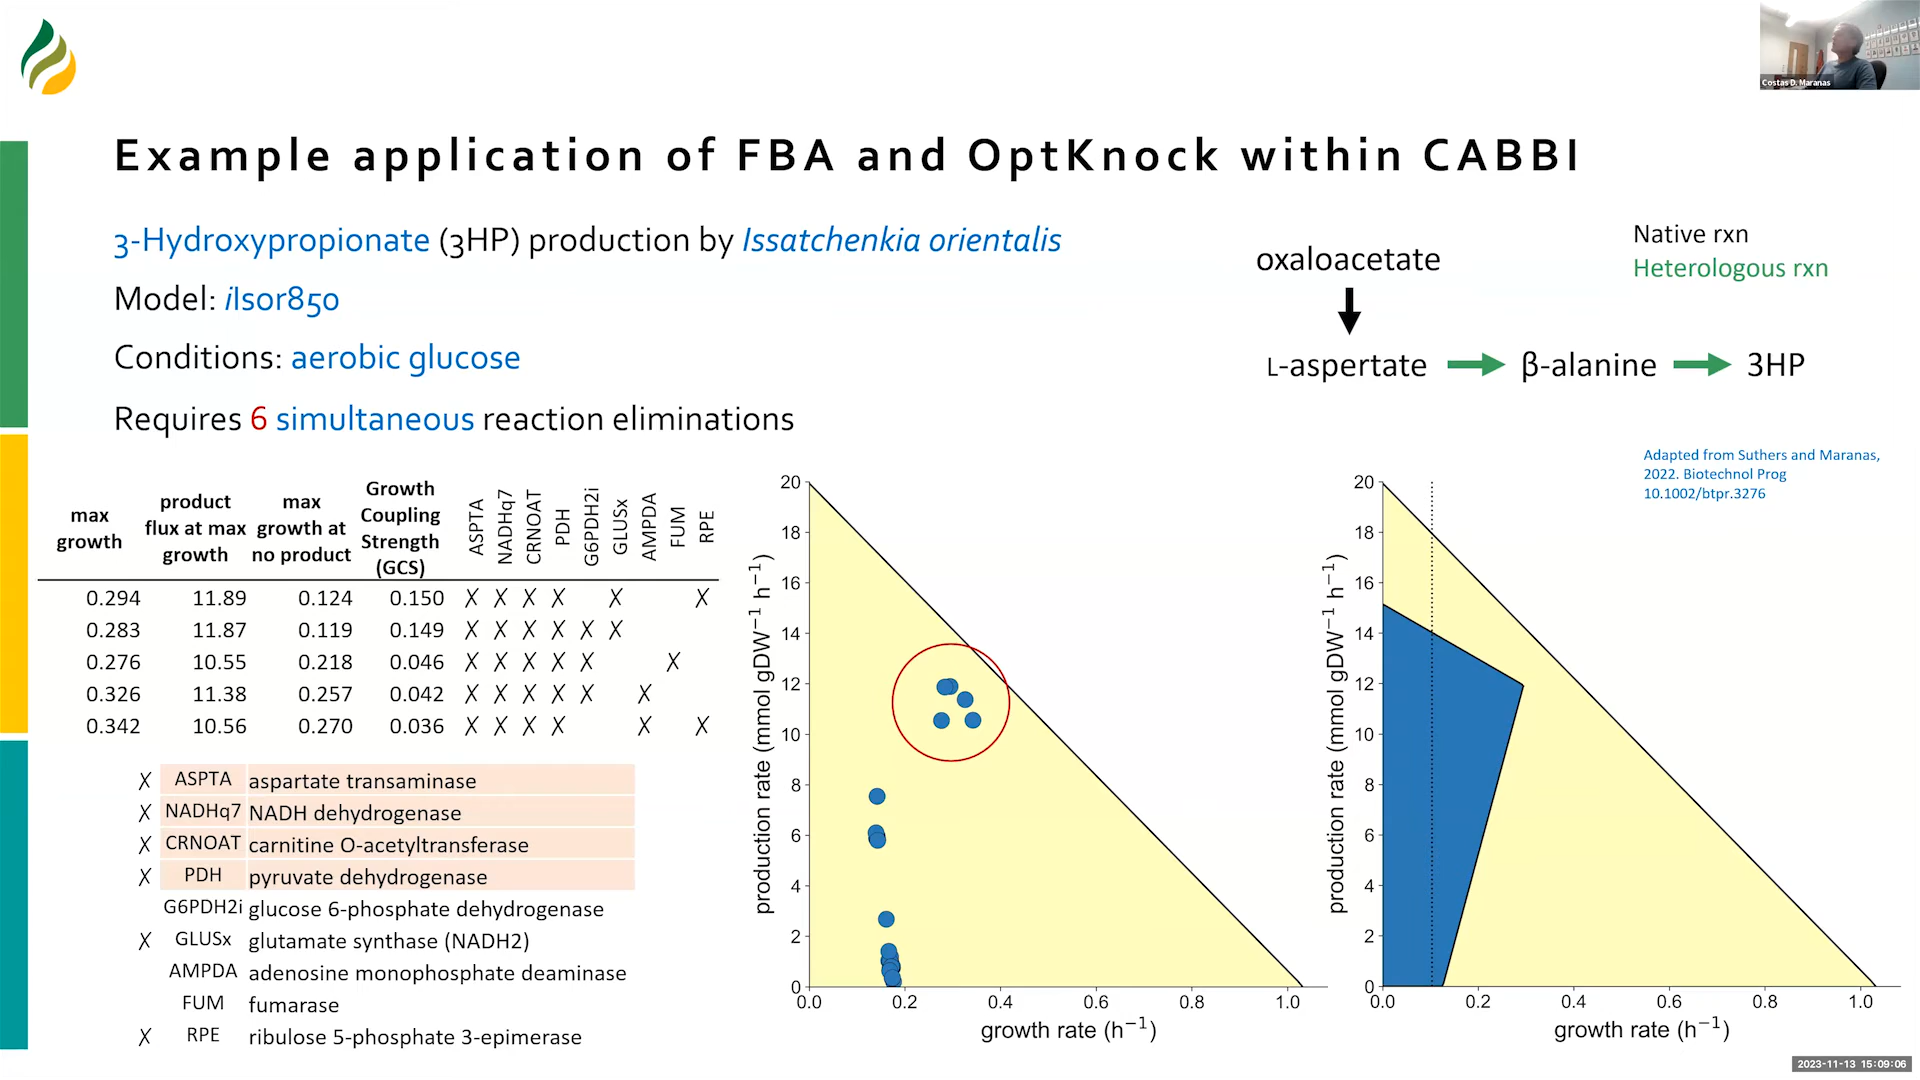 Costas D. Maranas
Example application of FBA and OptKnock within CABBI
3-Hydroxypropionate (3HP) production by Issatchenkia orientalis
Model: iIsor850
Conditions: aerobic glucose
Requires 6 simultaneous reaction eliminations
Native rxn
Heterologous rxn
oxaloacetate
L-aspertate
β-alanine
3HP
Adapted from Suthers and Maranas,
2022. Biotechnol Prog
10.1002/btpr.3276
max growth product flux at max growth max growth at no product Growth Coupling Strength (GCS) ASPTA NADHq7 CRNOAT PDH G6PDH2i GLUSx AMPDA FUM RPE
0.294 11.89 0.124 0.150 X X X X X X
0.283 11.87 0.119 0.149 X X X X X X
0.276 10.55 0.218 0.046 X X X X X X
0.326 11.38 0.257 0.042 X X X X X X
0.342 10.56 0.270 0.036 X X X X X X
X ASPTA aspartate transaminase
X NADHq7 NADH dehydrogenase
X CRNOAT carnitine O-acetyltransferase
X PDH pyruvate dehydrogenase
G6PDH2i glucose 6-phosphate dehydrogenase
X GLUSx glutamate synthase (NADH2)
AMPDA adenosine monophosphate deaminase
FUM fumarase
X RPE ribulose 5-phosphate 3-epimerase
production rate (mmol gDW⁻¹ h⁻¹)
20
18
16
14
12
10
8
6
4
2
0
0.0 0.2 0.4 0.6 0.8 1.0
growth rate (h⁻¹)
production rate (mmol gDW⁻¹ h⁻¹)
20
18
16
14
12
10
8
6
4
2
0
0.0 0.2 0.4 0.6 0.8 1.0
growth rate (h⁻¹)
2023-11-13 15:09:06